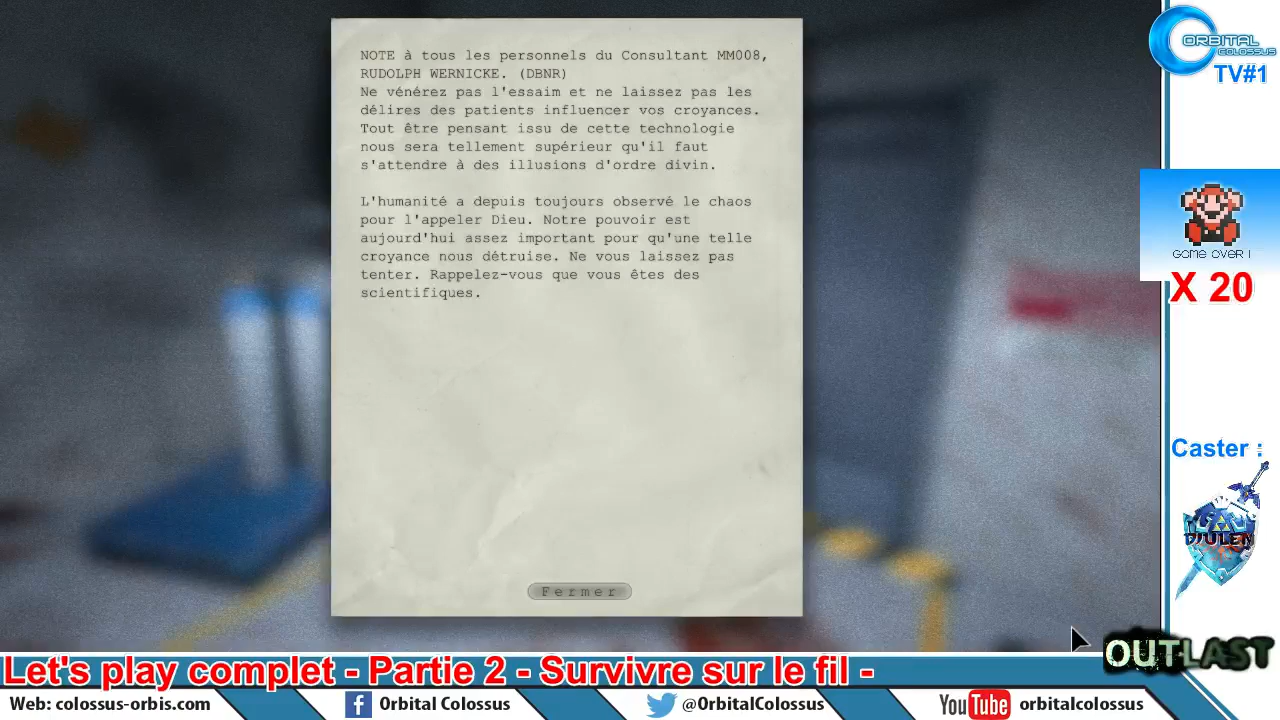 NOTE à tous les personnels du Consultant MM008,
RUDOLPH WERNICKE. (DBNR)
Ne vénérez pas l'essaim et ne laissez pas les
délires des patients influencer vos croyances.
Tout être pensant issu de cette technologie
nous sera tellement supérieur qu'il faut
s'attendre à des illusions d'ordre divin.
L'humanité a depuis toujours observé le chaos
pour l'appeler Dieu. Notre pouvoir est
aujourd'hui assez important pour qu'une telle
croyance nous détruise. Ne vous laissez pas
tenter. Rappelez-vous que vous êtes des
scientifiques.
Fermer
ORBITAL
COLOSSUS
TV#1
GAME OVER !
X 20
Caster :
DJULEN
OUTLAST
Let's play complet - Partie 2 - Survivre sur le fil -
Web: colossus-orbis.com
Orbital Colossus
@OrbitalColossus
YouTube
orbitalcolossus